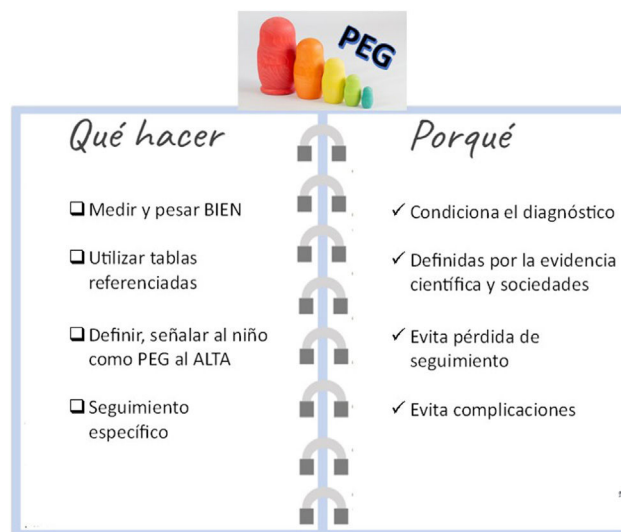 PEG
Qué hacer
Medir y pesar BIEN
Utilizar tablas
referenciadas
Definir, señalar al niño
como PEG al ALTA
Seguimiento
específico
Porqué
Condiciona el diagnóstico
Definidas por la evidencia
científica y sociedades
Evita pérdida de
seguimiento
Evita complicaciones